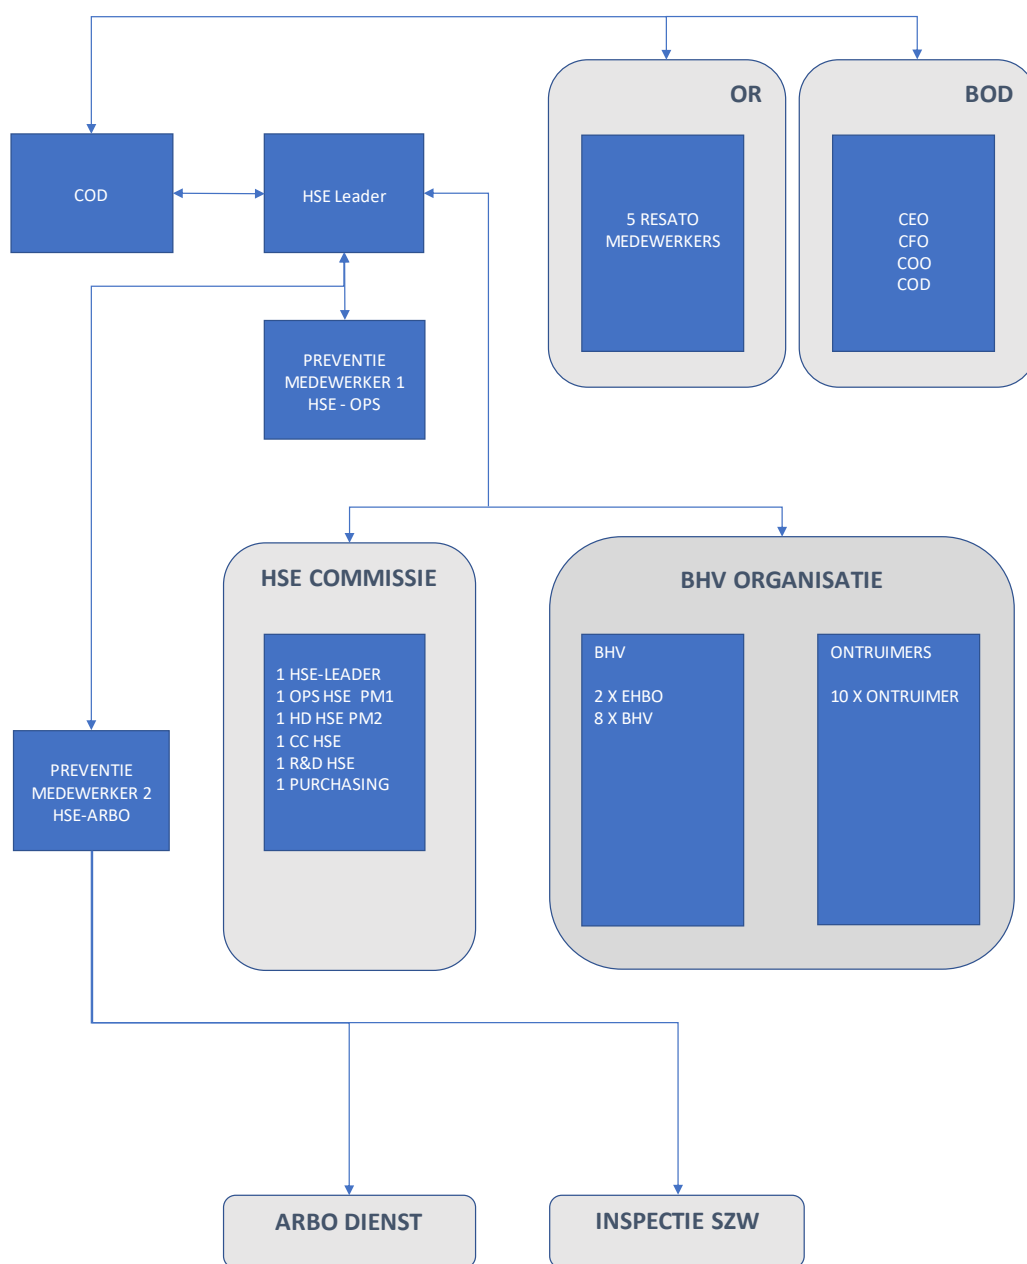 OR
BOD
COD
HSE Leader
5 RESATO
MEDEWERKERS
CEO
CFO
COO
COD
PREVENTIE
MEDEWERKER 1
HSE - OPS
HSE COMMISSIE
BHV ORGANISATIE
1 HSE-LEADER
1 OPS HSE PM1
1 HD HSE PM2
1 CC HSE
1 R&D HSE
1 PURCHASING
BHV
2 X EHBO
8 X BHV
ONTRUIMERS
10 X ONTRUIMER
PREVENTIE
MEDEWERKER 2
HSE-ARBO
ARBO DIENST
INSPECTIE SZW